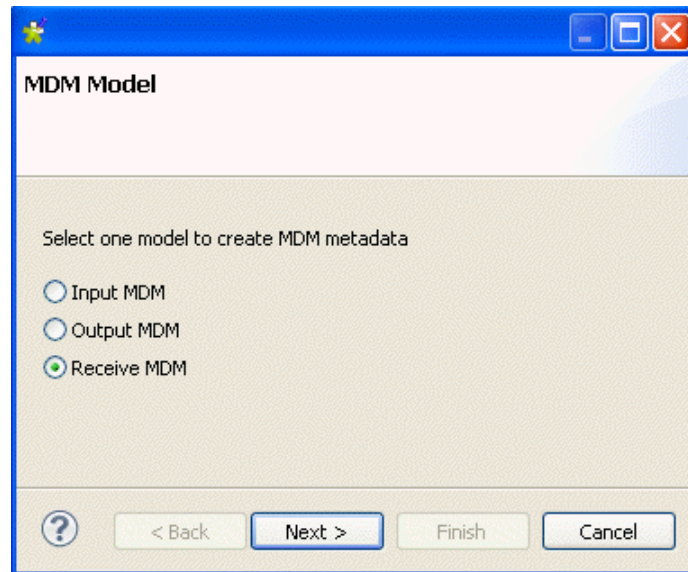 MDM Model
Select one model to create MDM metadata
Input MDM
Output MDM
Receive MDM
? < Back Next > Finish Cancel